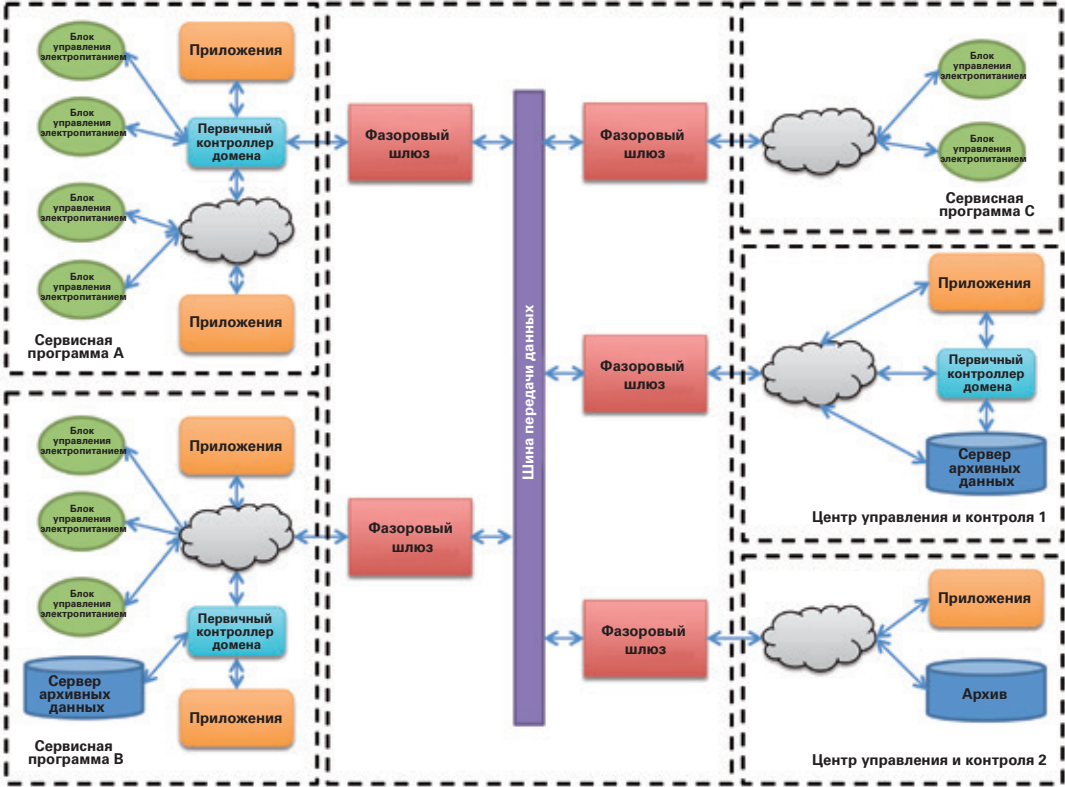 Блок
управления
электропитанием
Приложения
Блок
управления
электропитанием
Первичный
контроллер
домена
Блок
управления
электропитанием
Блок
управления
электропитанием
Приложения
Сервисная
программа А
Блок
управления
электропитанием
Приложения
Блок
управления
электропитанием
Блок
управления
электропитанием
Первичный
контроллер
домена
Сервер
архивных
данных
Приложения
Сервисная
программа В
Фазоровый
шлюз
Фазоровый
шлюз
Шина передачи данных
Фазоровый
шлюз
Фазоровый
шлюз
Фазоровый
шлюз
Блок
управления
электропитанием
Блок
управления
электропитанием
Сервисная
программа С
Приложения
Первичный
контроллер
домена
Сервер
архивных
данных
Центр управления и контроля 1
Приложения
Архив
Центр управления и контроля 2